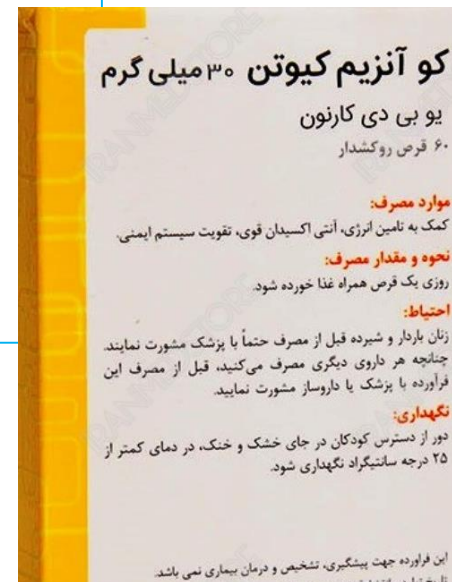 کو آنزیم کیوتن ۳۰ میلی گرم
یو بی دی کارنون
۶۰ قرص روکشدار
موارد مصرف:
کمک به تامین انرژی، آنتی اکسیدان قوی، تقویت سیستم ایمنی.
نحوه و مقدار مصرف:
روزی یک قرص همراه غذا خورده شود.
احتیاط:
زنان باردار و شیرده قبل از مصرف حتماً با پزشک مشورت نمایند.
چنانچه هر داروی دیگری مصرف می‌کنید، قبل از مصرف این
فرآورده با پزشک یا داروساز مشورت نمایید.
نگهداری:
دور از دسترس کودکان در جای خشک و خنک، در دمای کمتر از
۲۵ درجه سانتیگراد نگهداری شود.
این فراورده جهت پیشگیری، تشخیص و درمان بیماری نمی باشد.
IRANMEDSTORE